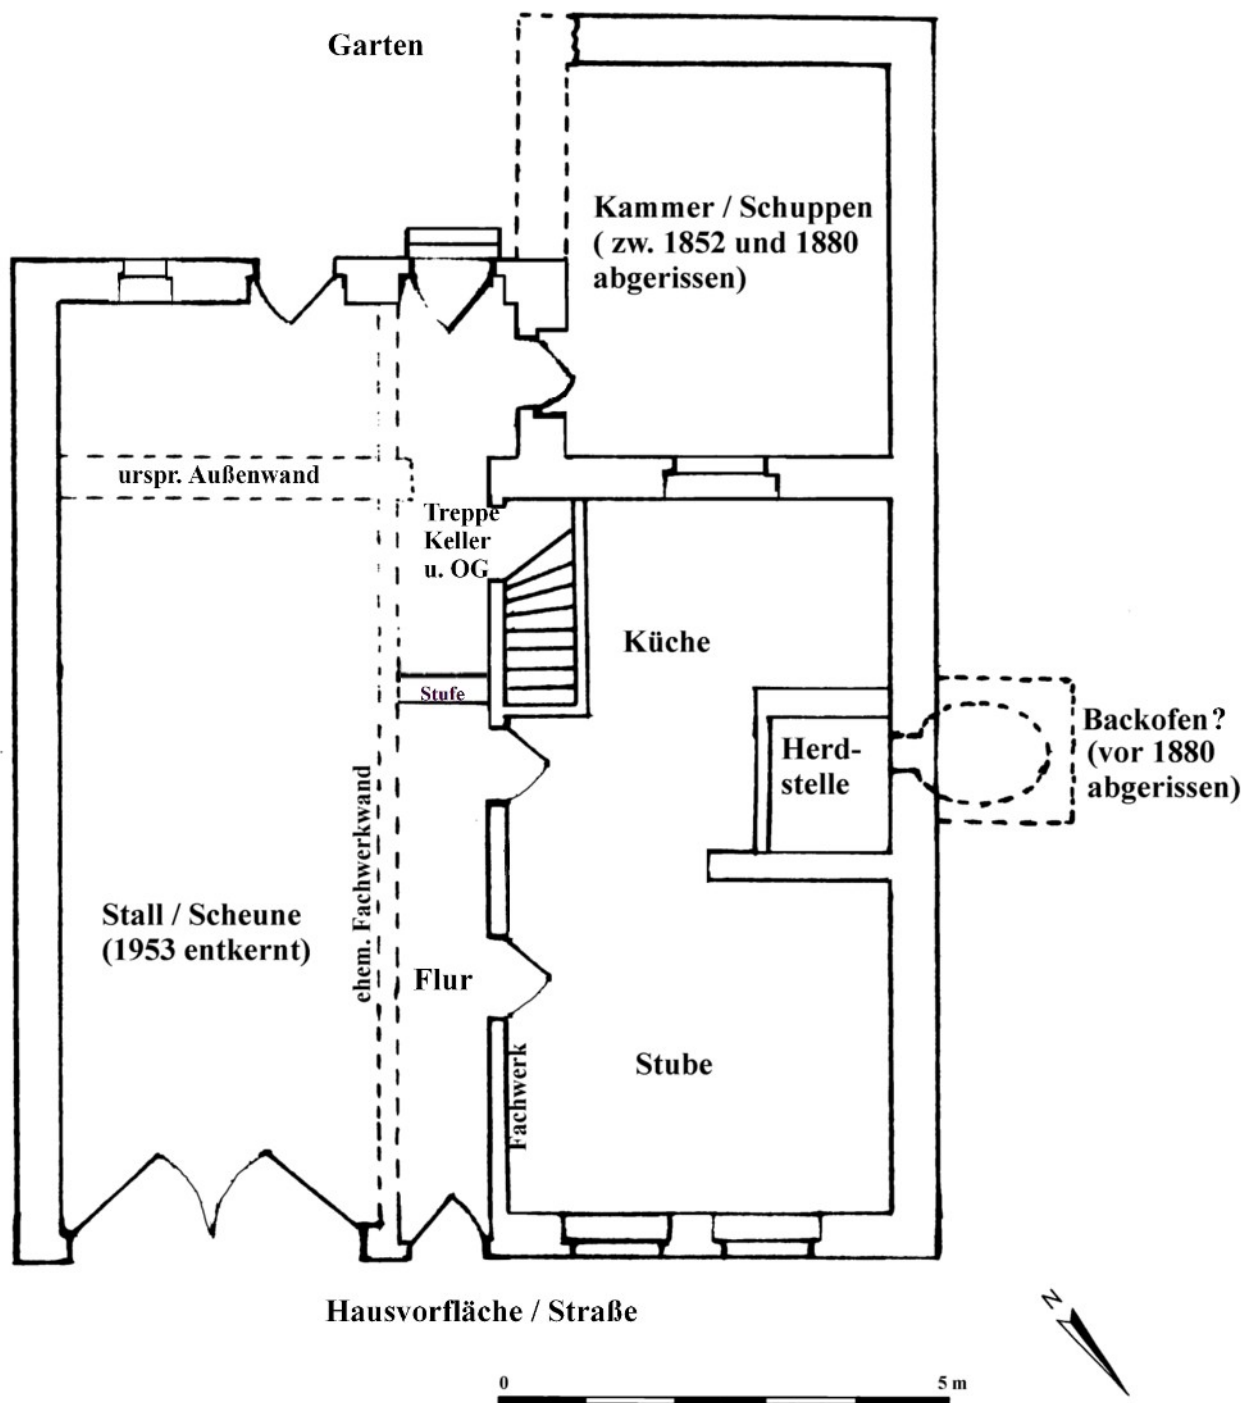 Garten
Kammer / Schuppen
( zw. 1852 und 1880
abgerissen)
urspr. Außenwand
Treppe
Keller
u. OG
Küche
Stufe
Herd-
stelle
Backofen?
(vor 1880
abgerissen)
ehem. Fachwerkwand
Stall / Scheune
(1953 entkernt)
Flur
Fachwerk
Stube
Hausvorfläche / Straße
N
0 5 m